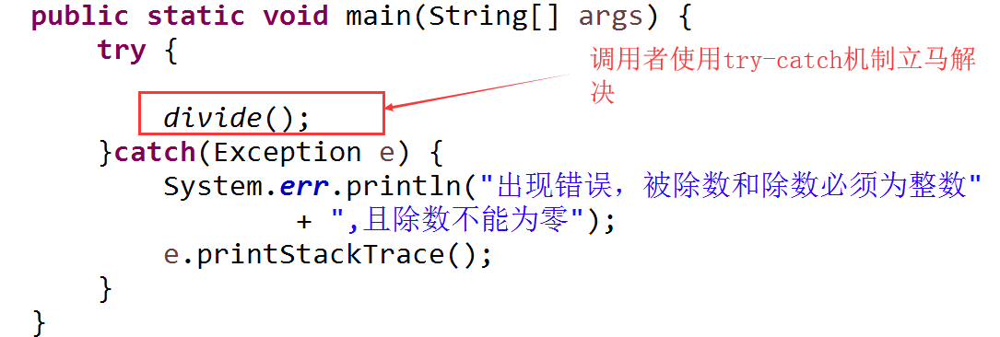 public static void main(String[] args) {
try {
调用者使用try-catch机制立马解
决
divide();
}catch(Exception e) {
System.err.println("出现错误，被除数和除数必须为整数"
+ ",且除数不能为零");
e.printStackTrace();
}
}